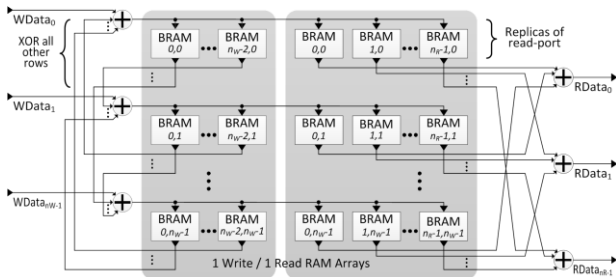 WData0
XOR all
other
rows
BRAM
0,0
BRAM
nW-2,0
BRAM
0,0
BRAM
1,0
BRAM
nR-1,0
Replicas of
read-port
RData0
WData1
BRAM
0,1
BRAM
nW-2,1
BRAM
0,1
BRAM
1,1
BRAM
nR-1,1
RData1
WDatanW-1
BRAM
0,nW-1
BRAM
nW-2,nW-1
BRAM
0,nW-1
BRAM
1,nW-1
BRAM
nR-1,nW-1
1 Write / 1 Read RAM Arrays
RDatanR-1